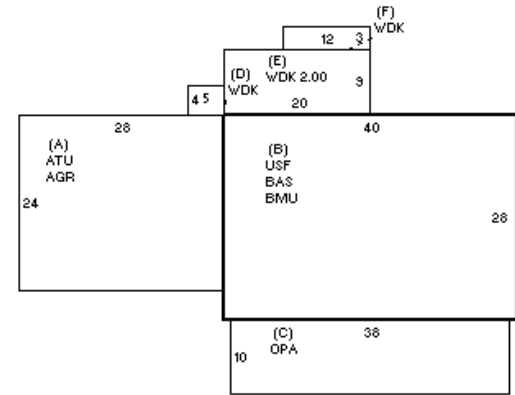 (F)
12 3 WDK
(E)
(D) WDK 2.00 9
4 5 WDK
20
28 40
(A) (B)
ATU USF
AGR BAS
24 BMU
28
(C) 38
10 OPA